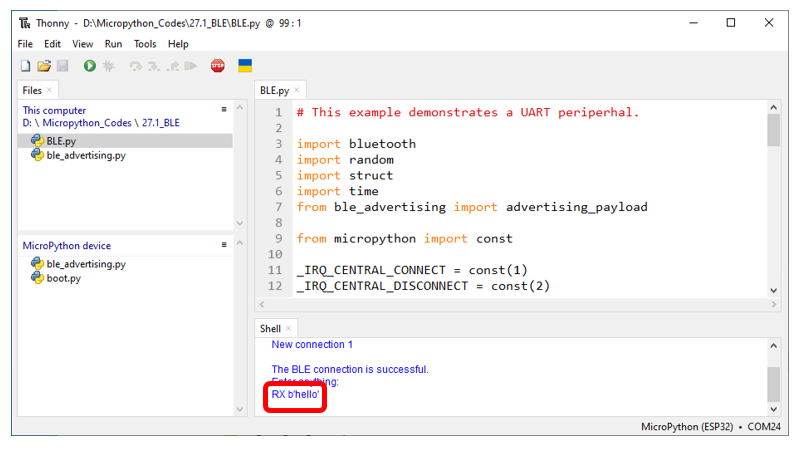 Thonny - D:\Micropython_Codes\27.1_BLE\BLE.py @ 99 : 1
File Edit View Run Tools Help
STOP
Files
This computer
D: \ Micropython_Codes \ 27.1_BLE
BLE.py
ble_advertising.py
MicroPython device
ble_advertising.py
boot.py
BLE.py
1 # This example demonstrates a UART periperhal.
2
3 import bluetooth
4 import random
5 import struct
6 import time
7 from ble_advertising import advertising_payload
8
9 from micropython import const
10
11 _IRQ_CENTRAL_CONNECT = const(1)
12 _IRQ_CENTRAL_DISCONNECT = const(2)
Shell
New connection 1
The BLE connection is successful.
Enter anything:
RX b'hello'
MicroPython (ESP32) • COM24